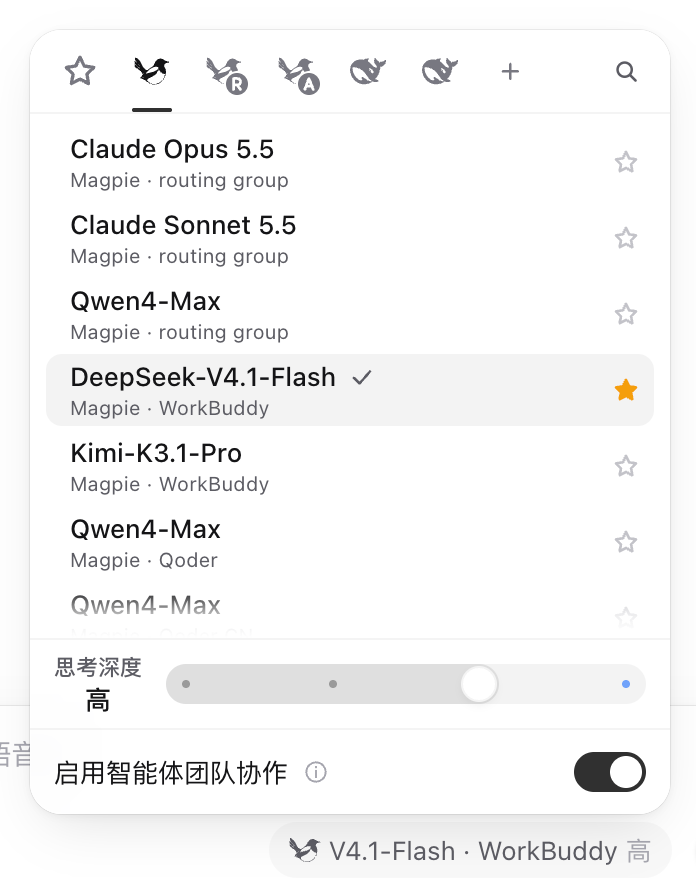 R
A
Claude Opus 5.5
Magpie · routing group
Claude Sonnet 5.5
Magpie · routing group
Qwen4-Max
Magpie · routing group
DeepSeek-V4.1-Flash
Magpie · WorkBuddy
Kimi-K3.1-Pro
Magpie · WorkBuddy
Qwen4-Max
Magpie · Qoder
Qwen4-Max
思考深度
高
语音
启用智能体团队协作
V4.1-Flash · WorkBuddy 高